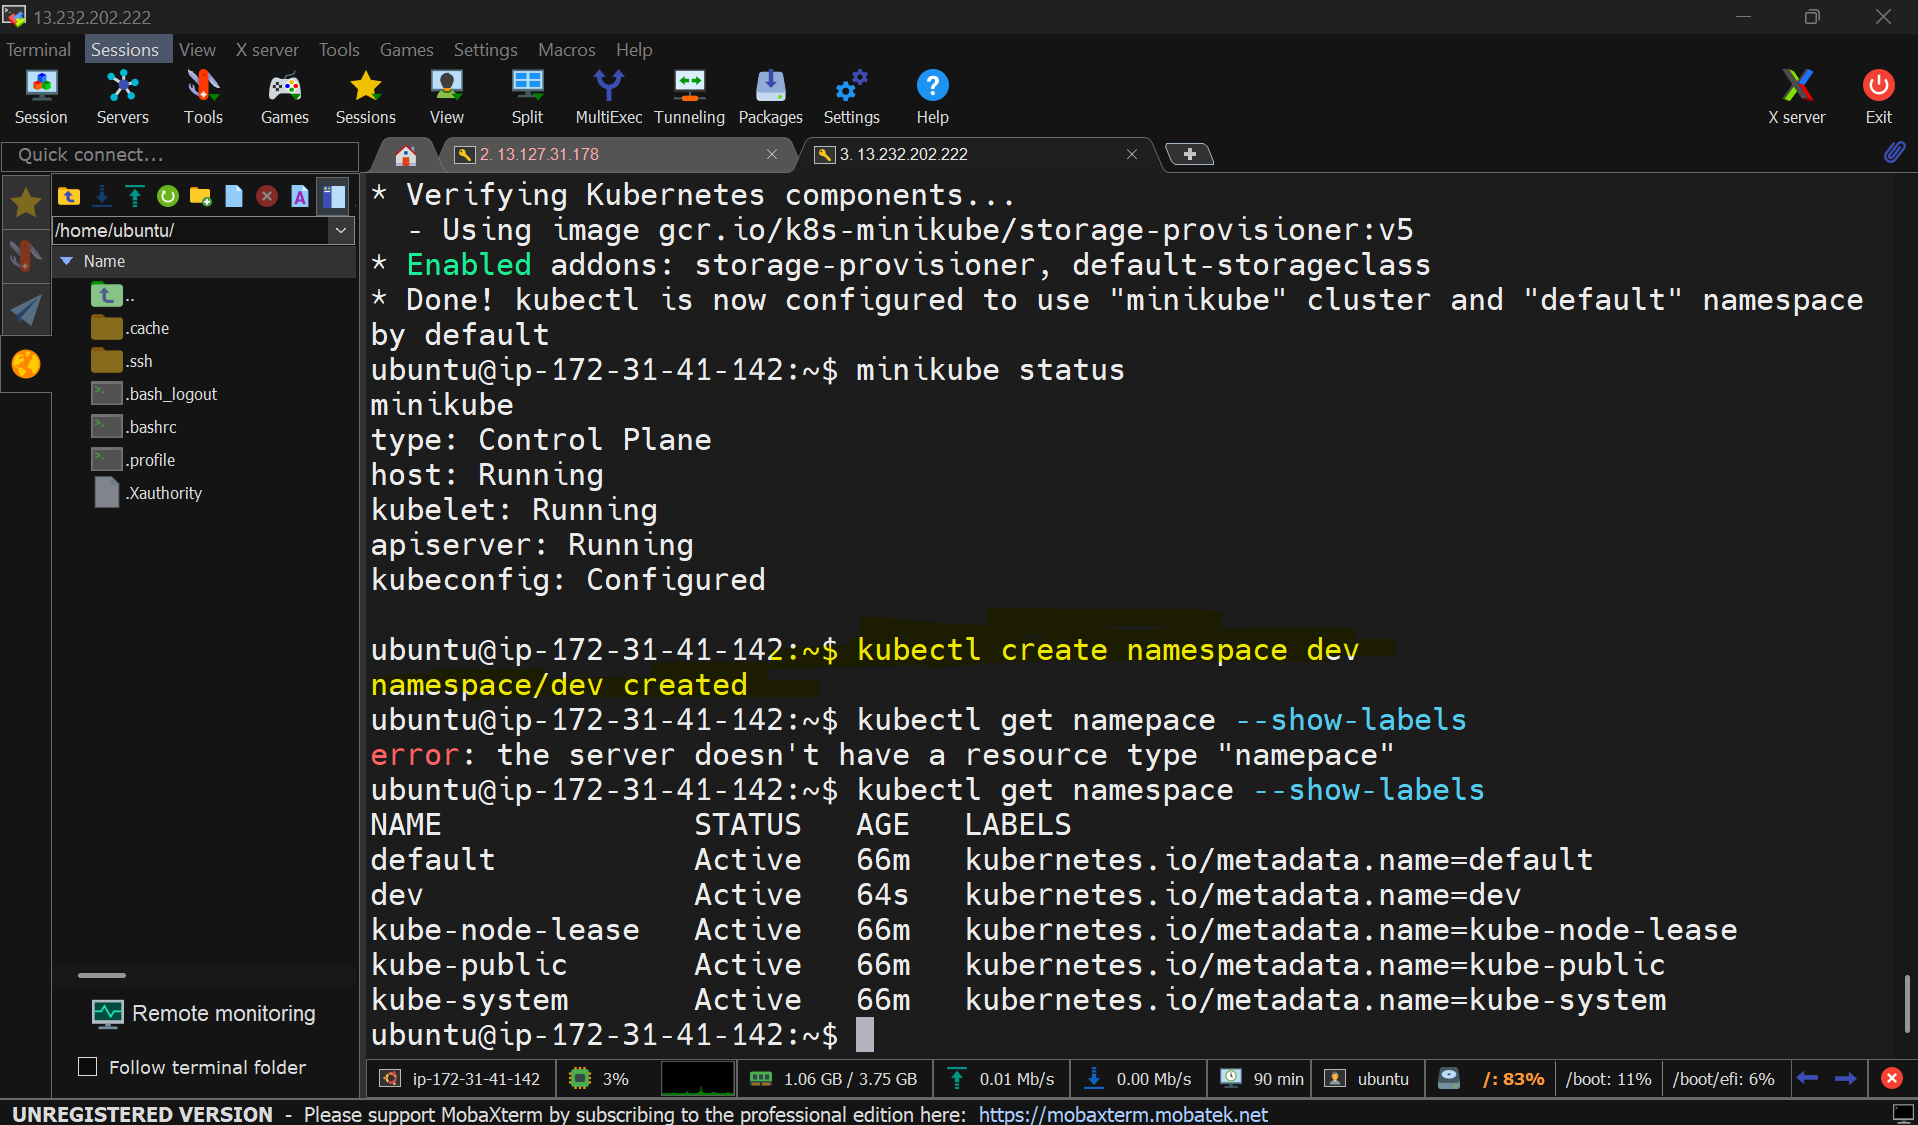 13.232.202.222
Terminal Sessions View X server Tools Games Settings Macros Help
Session Servers Tools Games Sessions View Split MultiExec Tunneling Packages Settings Help X server Exit
Quick connect...
2. 13.127.31.178
3. 13.232.202.222
/home/ubuntu/
Name
..
.cache
.ssh
.bash_logout
.bashrc
.profile
.Xauthority
Remote monitoring
Follow terminal folder
* Verifying Kubernetes components...
- Using image gcr.io/k8s-minikube/storage-provisioner:v5
* Enabled addons: storage-provisioner, default-storageclass
* Done! kubectl is now configured to use "minikube" cluster and "default" namespace
by default
ubuntu@ip-172-31-41-142:~$ minikube status
minikube
type: Control Plane
host: Running
kubelet: Running
apiserver: Running
kubeconfig: Configured
ubuntu@ip-172-31-41-142:~$ kubectl create namespace dev
namespace/dev created
ubuntu@ip-172-31-41-142:~$ kubectl get namepace --show-labels
error: the server doesn't have a resource type "namepace"
ubuntu@ip-172-31-41-142:~$ kubectl get namespace --show-labels
NAME STATUS AGE LABELS
default Active 66m kubernetes.io/metadata.name=default
dev Active 64s kubernetes.io/metadata.name=dev
kube-node-lease Active 66m kubernetes.io/metadata.name=kube-node-lease
kube-public Active 66m kubernetes.io/metadata.name=kube-public
kube-system Active 66m kubernetes.io/metadata.name=kube-system
ubuntu@ip-172-31-41-142:~$
ip-172-31-41-142 3% 1.06 GB / 3.75 GB 0.01 Mb/s 0.00 Mb/s 90 min ubuntu /: 83% /boot: 11% /boot/efi: 6%
UNREGISTERED VERSION - Please support MobaXterm by subscribing to the professional edition here: https://mobaxterm.mobatek.net